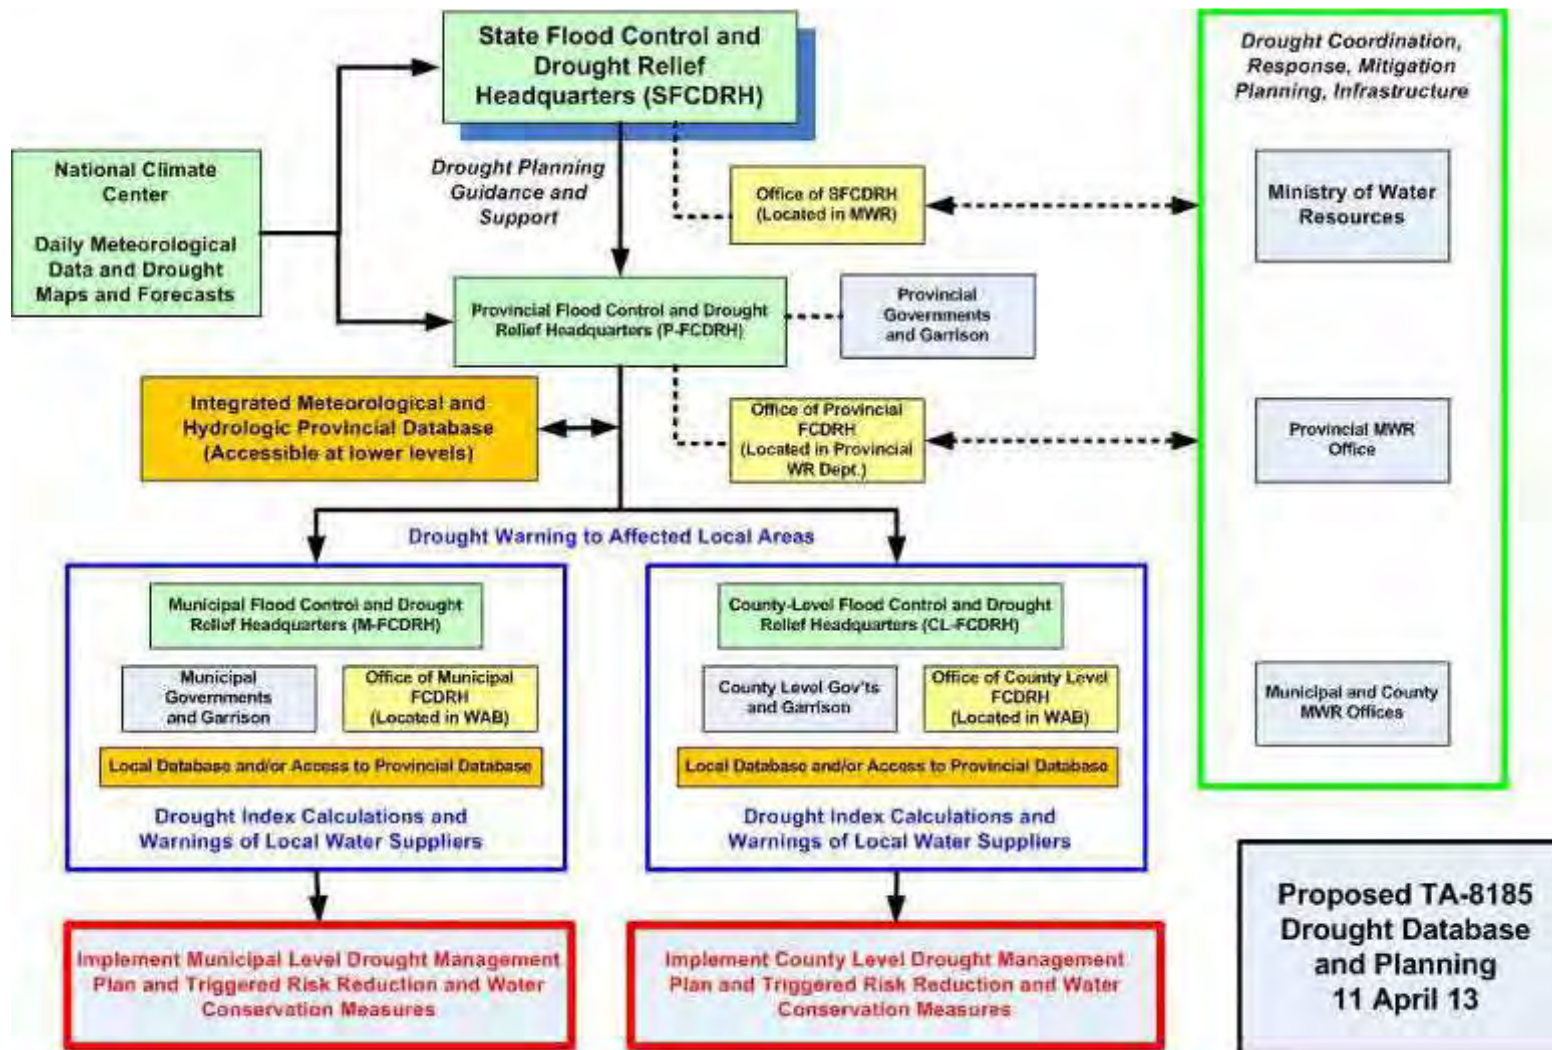 State Flood Control and
Drought Relief
Headquarters (SFCDRH)
Drought Coordination,
Response, Mitigation
Planning, Infrastructure
National Climate
Center
Daily Meteorological
Data and Drought
Maps and Forecasts
Drought Planning
Guidance and
Support
Office of SFCDRH
(Located in MWR)
Ministry of Water
Resources
Provincial Flood Control and Drought
Relief Headquarters (P-FCDRH)
Provincial
Governments
and Garrison
Integrated Meteorological and
Hydrologic Provincial Database
(Accessible at lower levels)
Office of Provincial
FCDRH
(Located in Provincial
WR Dept.)
Provincial MWR
Office
Drought Warning to Affected Local Areas
Municipal Flood Control and Drought
Relief Headquarters (M-FCDRH)
Municipal
Governments
and Garrison
Office of Municipal
FCDRH
(Located in WAB)
Local Database and/or Access to Provincial Database
Drought Index Calculations and
Warnings of Local Water Suppliers
County-Level Flood Control and Drought
Relief Headquarters (CL-FCDRH)
County Level Gov'ts
and Garrison
Office of County Level
FCDRH
(Located in WAB)
Local Database and/or Access to Provincial Database
Drought Index Calculations and
Warnings of Local Water Suppliers
Municipal and County
MWR Offices
Implement Municipal Level Drought Management
Plan and Triggered Risk Reduction and Water
Conservation Measures
Implement County Level Drought Management
Plan and Triggered Risk Reduction and Water
Conservation Measures
Proposed TA-8185
Drought Database
and Planning
11 April 13